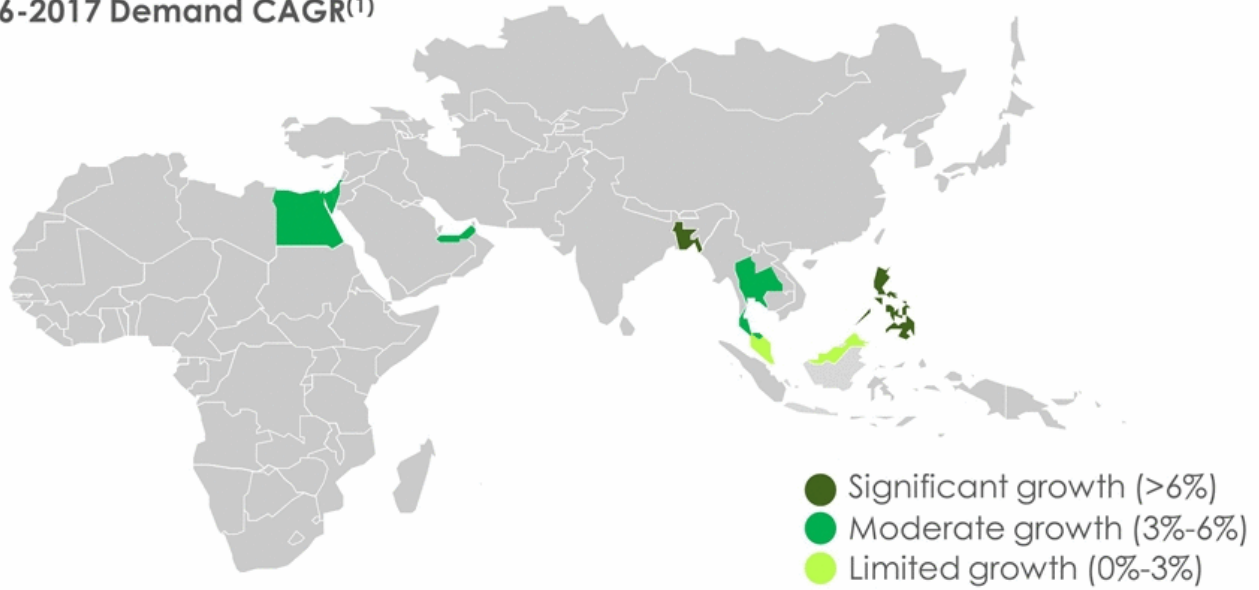 6-2017 Demand CAGR(1)
Significant growth (>6%)
Moderate growth (3%-6%)
Limited growth (0%-3%)